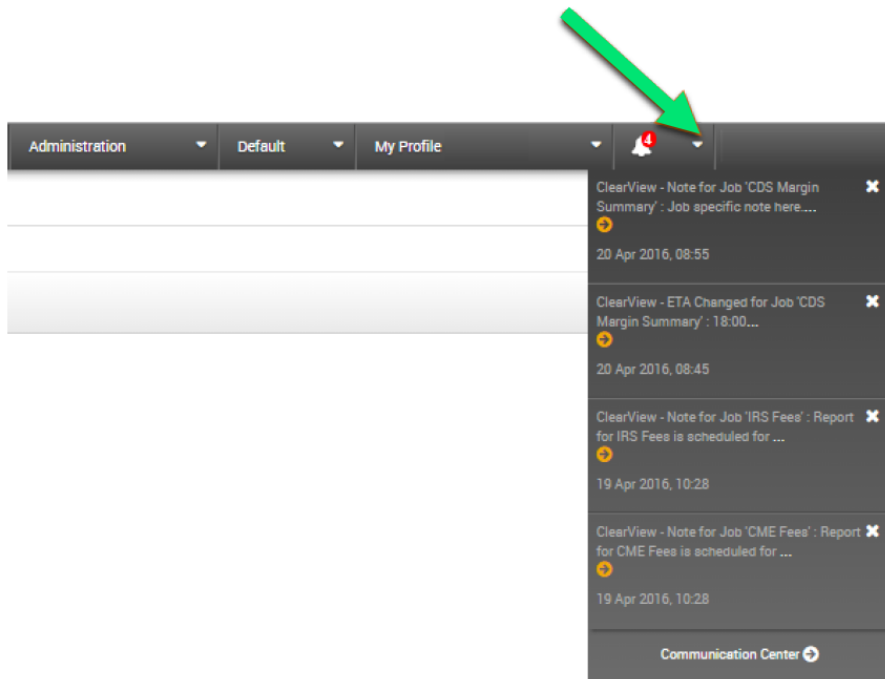 Administration
Default
My Profile
4
ClearView - Note for Job 'CDS Margin
Summary' : Job specific note here....
20 Apr 2016, 08:55
ClearView - ETA Changed for Job 'CDS
Margin Summary' : 18:00...
20 Apr 2016, 08:45
ClearView - Note for Job 'IRS Fees' : Report
for IRS Fees is scheduled for ...
19 Apr 2016, 10:28
ClearView - Note for Job 'CME Fees' : Report
for CME Fees is scheduled for ...
19 Apr 2016, 10:28
Communication Center